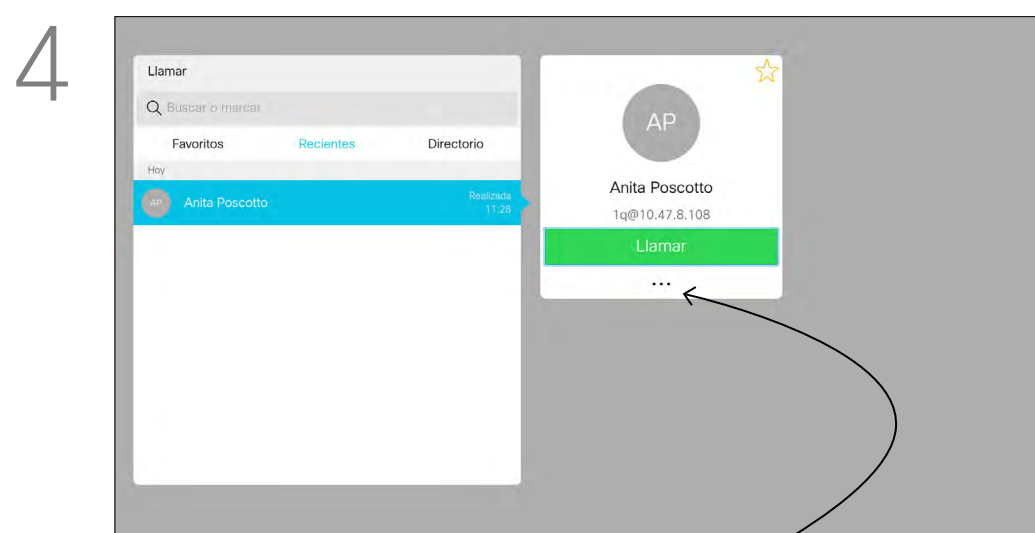 4
Llamar
Buscar o marcar
Favoritos Recientes Directorio
Hoy
AP Anita Poscotto Realizada
11:28
AP
Anita Poscotto
1q@10.47.8.108
Llamar
...